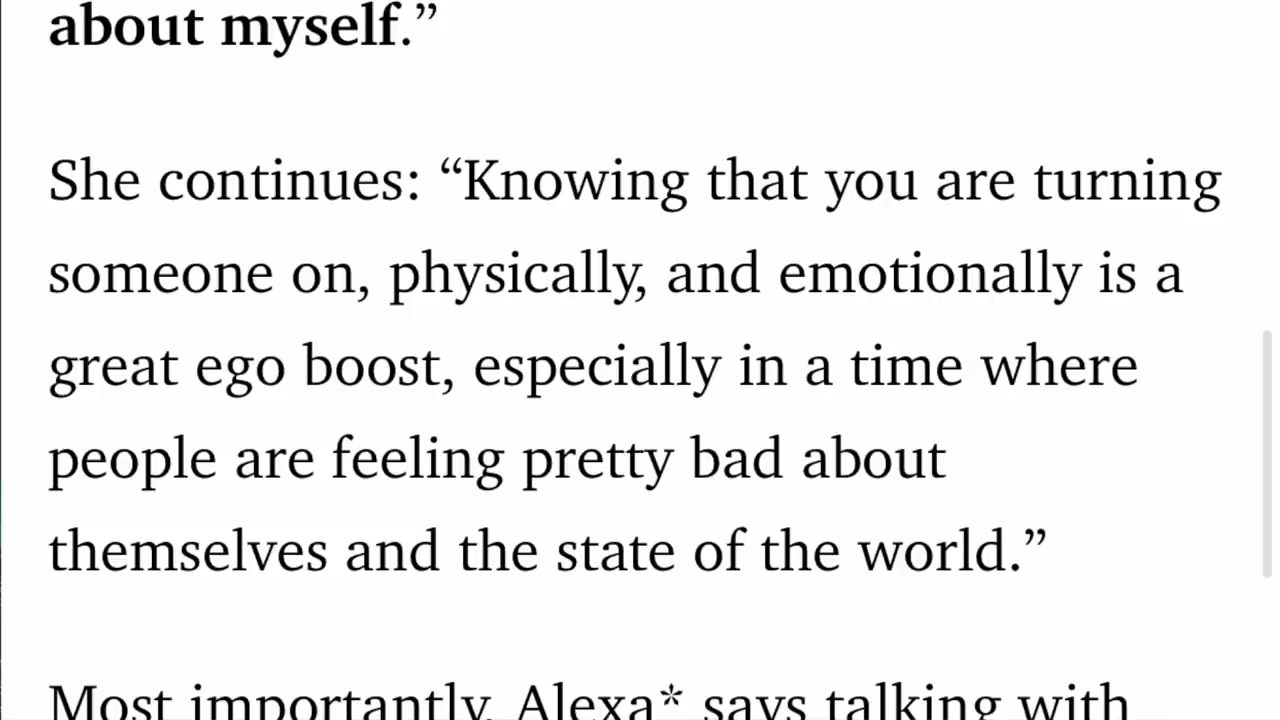 about myself.”
She continues: “Knowing that you are turning
someone on, physically, and emotionally is a
great ego boost, especially in a time where
people are feeling pretty bad about
themselves and the state of the world.”
Most importantly, Alexa* says talking with